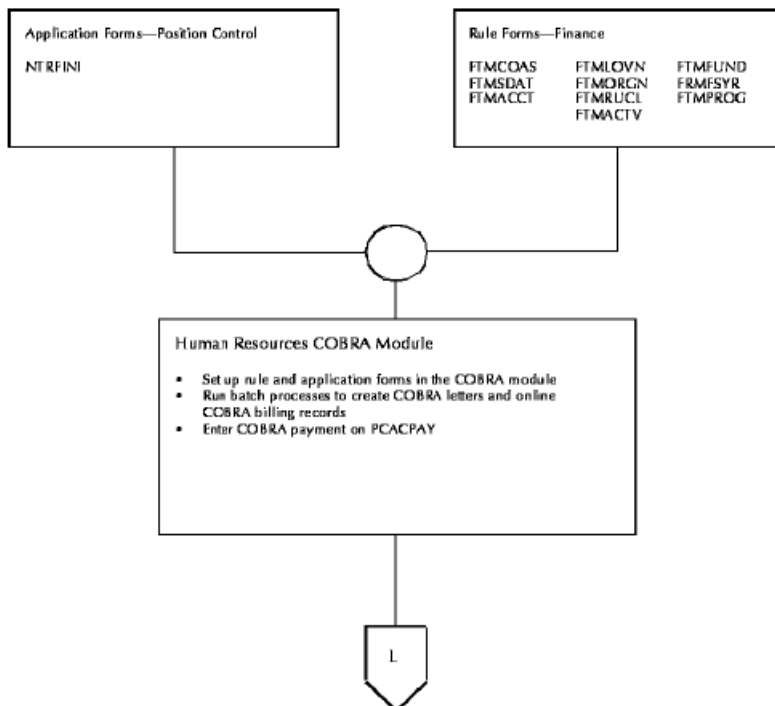 Application Forms—Position Control
NTRFINI
Rule Forms—Finance
FTMCOAS FTMLOVN FTMFUND
FTMSDAT FTMORGN FRMFSYR
FTMACCT FTMRUCL FTMPROG
FTMACTV
Human Resources COBRA Module
• Set up rule and application forms in the COBRA module
• Run batch processes to create COBRA letters and online
COBRA billing records
• Enter COBRA payment on PCACPAY
L